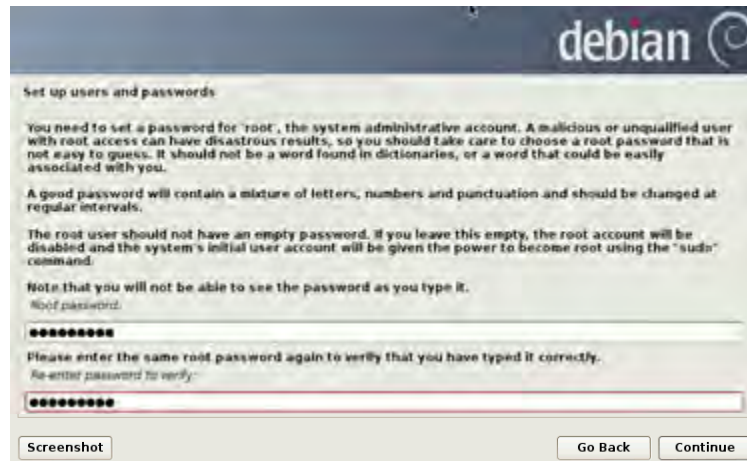 debian
Set up users and passwords
You need to set a password for 'root', the system administrative account. A malicious or unqualified user
with root access can have disastrous results, so you should take care to choose a root password that is
not easy to guess. It should not be a word found in dictionaries, or a word that could be easily
associated with you.
A good password will contain a mixture of letters, numbers and punctuation and should be changed at
regular intervals.
The root user should not have an empty password. If you leave this empty, the root account will be
disabled and the system's initial user account will be given the power to become root using the "sudo"
command.
Note that you will not be able to see the password as you type it.
Root password:
●●●●●●●●●
Please enter the same root password again to verify that you have typed it correctly.
Re-enter password to verify:
●●●●●●●●●
Screenshot Go Back Continue